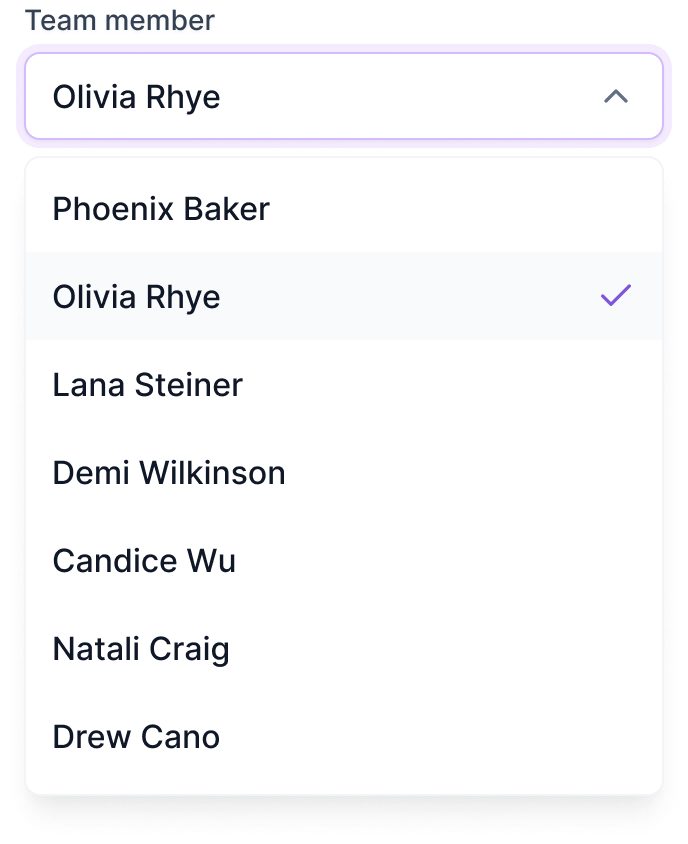 Team member
Olivia Rhye
Phoenix Baker
Olivia Rhye
Lana Steiner
Demi Wilkinson
Candice Wu
Natali Craig
Drew Cano